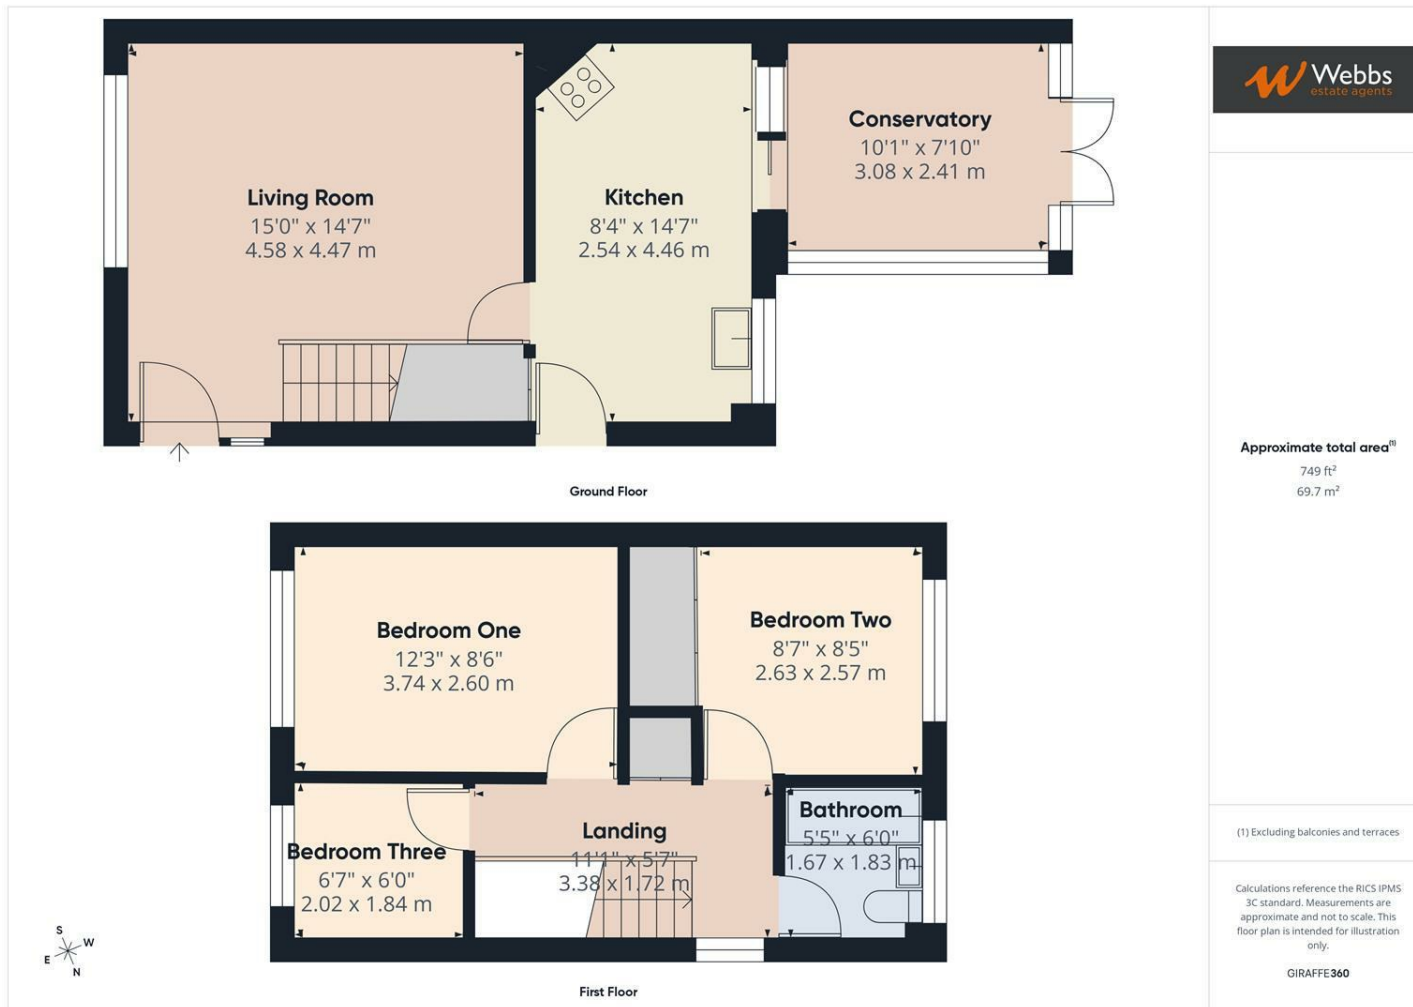 Living Room
15'0" x 14'7"
4.58 x 4.47 m
Kitchen
8'4" x 14'7"
2.54 x 4.46 m
Conservatory
10'1" x 7'10"
3.08 x 2.41 m
Ground Floor
Bedroom One
12'3" x 8'6"
3.74 x 2.60 m
Bedroom Two
8'7" x 8'5"
2.63 x 2.57 m
Bedroom Three
6'7" x 6'0"
2.02 x 1.84 m
Landing
11'1" x 5'7"
3.38 x 1.72 m
Bathroom
5'5" x 6'0"
1.67 x 1.83 m
First Floor
S
W
E
N
Webbs
estate agents
Approximate total area(1)
749 ft²
69.7 m²
(1) Excluding balconies and terraces
Calculations reference the RICS IPMS
3C standard. Measurements are
approximate and not to scale. This
floor plan is intended for illustration
only.
GIRAFFE360